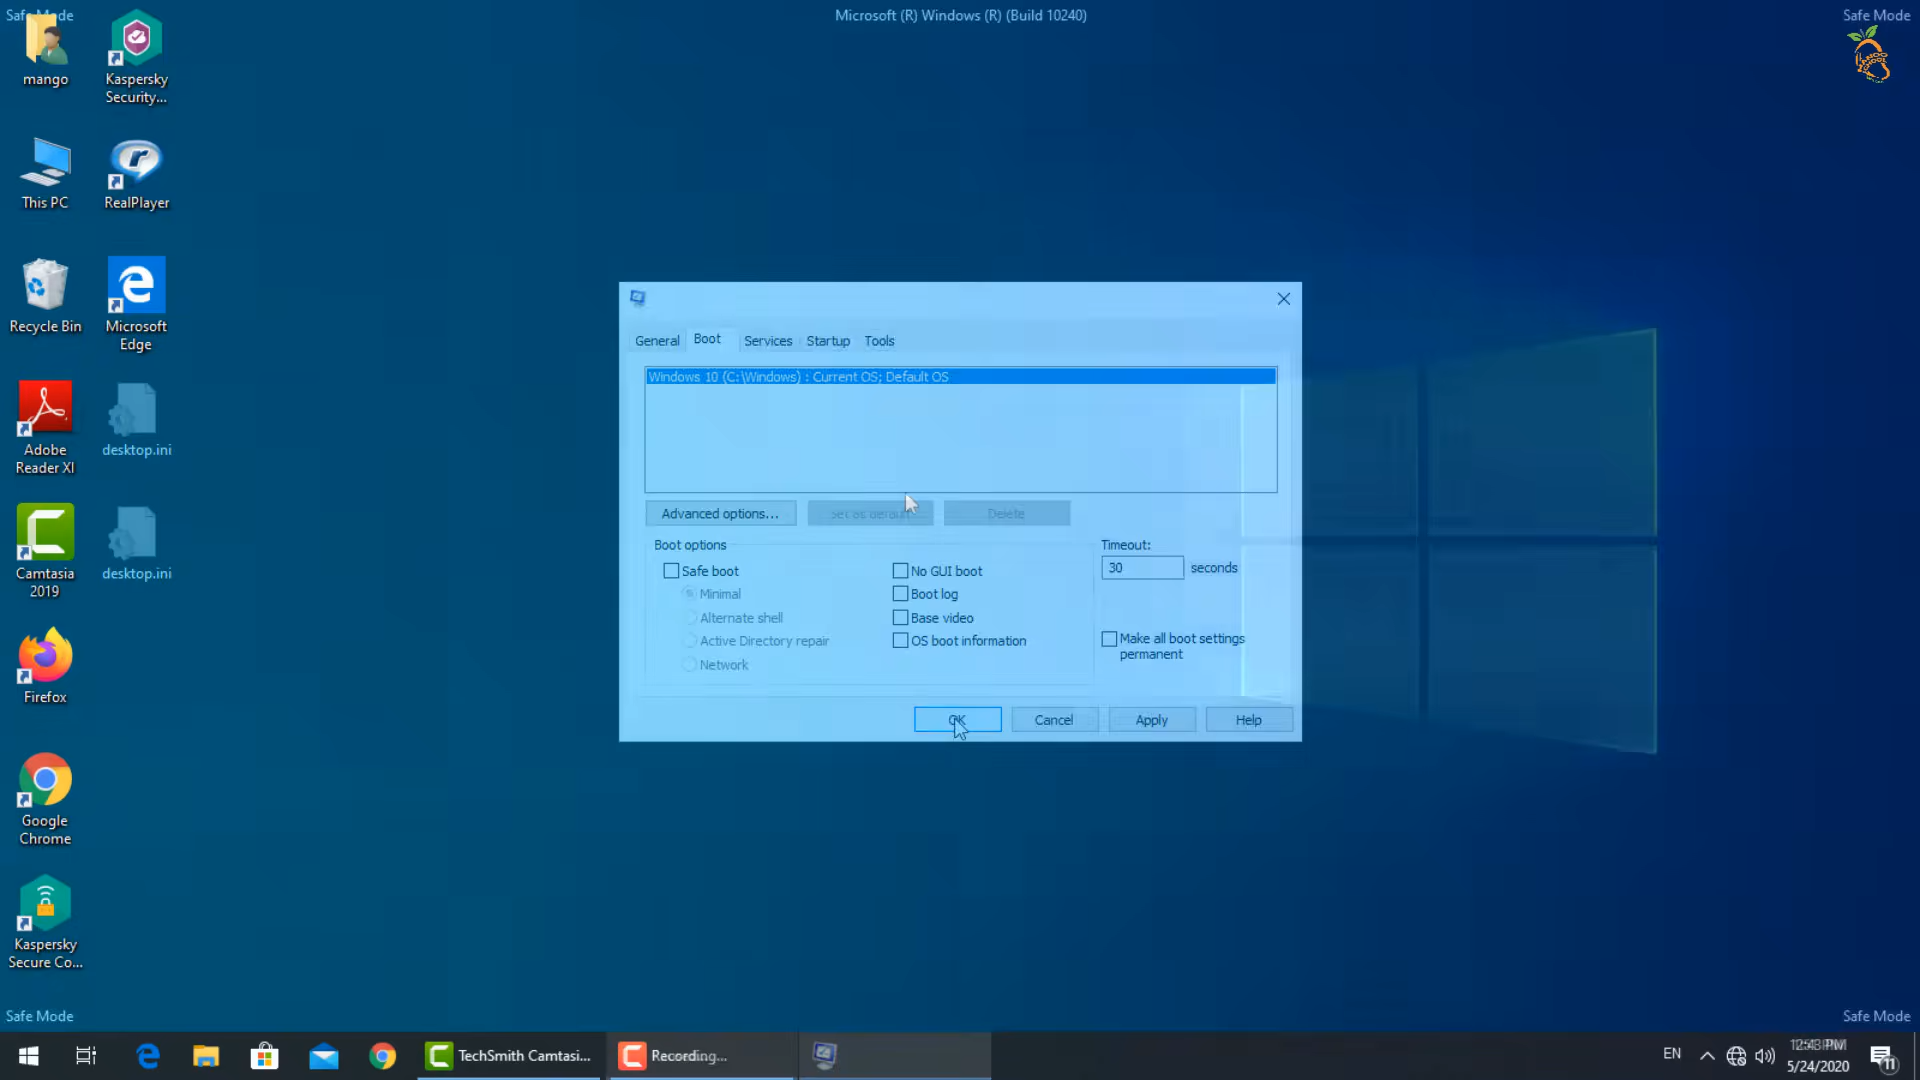 Safe Mode
Microsoft (R) Windows (R) (Build 10240)
Safe Mode
mango
Kaspersky
Security...
This PC
RealPlayer
Recycle Bin
Microsoft
Edge
Adobe
Reader XI
desktop.ini
Camtasia
2019
desktop.ini
Firefox
Google
Chrome
Kaspersky
Secure Co...
General
Boot
Services
Startup
Tools
Windows 10 (C:\Windows) : Current OS; Default OS
Advanced options...
Set as default
Delete
Boot options
Safe boot
Minimal
Alternate shell
Active Directory repair
Network
No GUI boot
Boot log
Base video
OS boot information
Timeout:
30
seconds
Make all boot settings
permanent
OK
Cancel
Apply
Help
Safe Mode
Safe Mode
TechSmith Camtasi...
Recording...
EN
5/24/2020
11